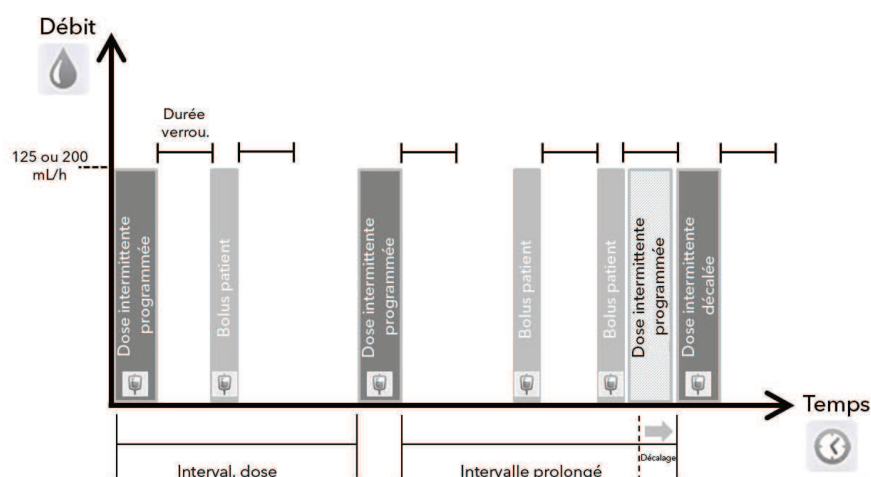 Débit
Durée
verrou.
125 ou 200
mL/h
Dose intermittente
programmée
Bolus patient
Dose intermittente
programmée
Bolus patient
Bolus patient
Dose intermittente
programmée
Dose intermittente
décalée
Temps
Décalage
Interval. dose
Intervalle prolongé